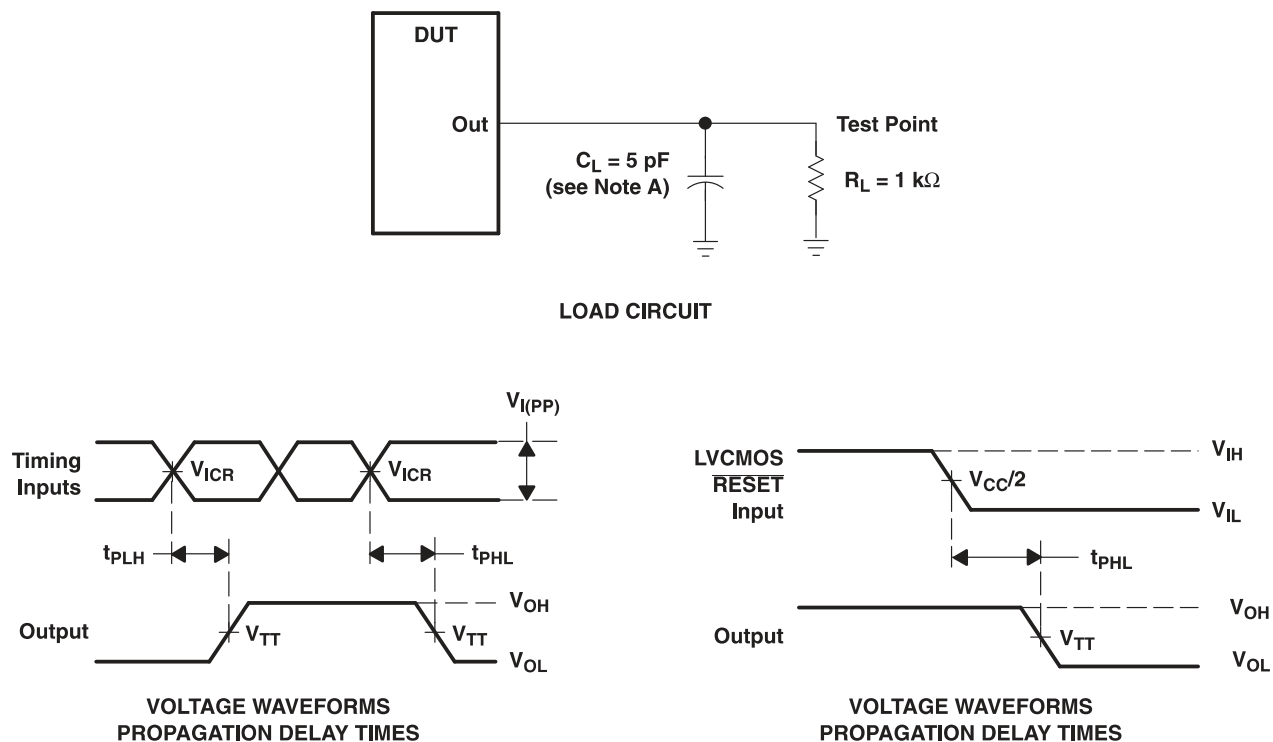 DUT
Out
Test Point
C_L = 5 pF
(see Note A)
R_L = 1 kΩ
LOAD CIRCUIT
V_I(PP)
Timing
Inputs
V_ICR
V_ICR
t_PLH
t_PHL
Output
V_TT
V_TT
V_OH
V_OL
VOLTAGE WAVEFORMS
PROPAGATION DELAY TIMES
LVCMOS
R̅E̅S̅E̅T̅
Input
V_CC/2
V_IH
V_IL
t_PHL
Output
V_TT
V_OH
V_OL
VOLTAGE WAVEFORMS
PROPAGATION DELAY TIMES